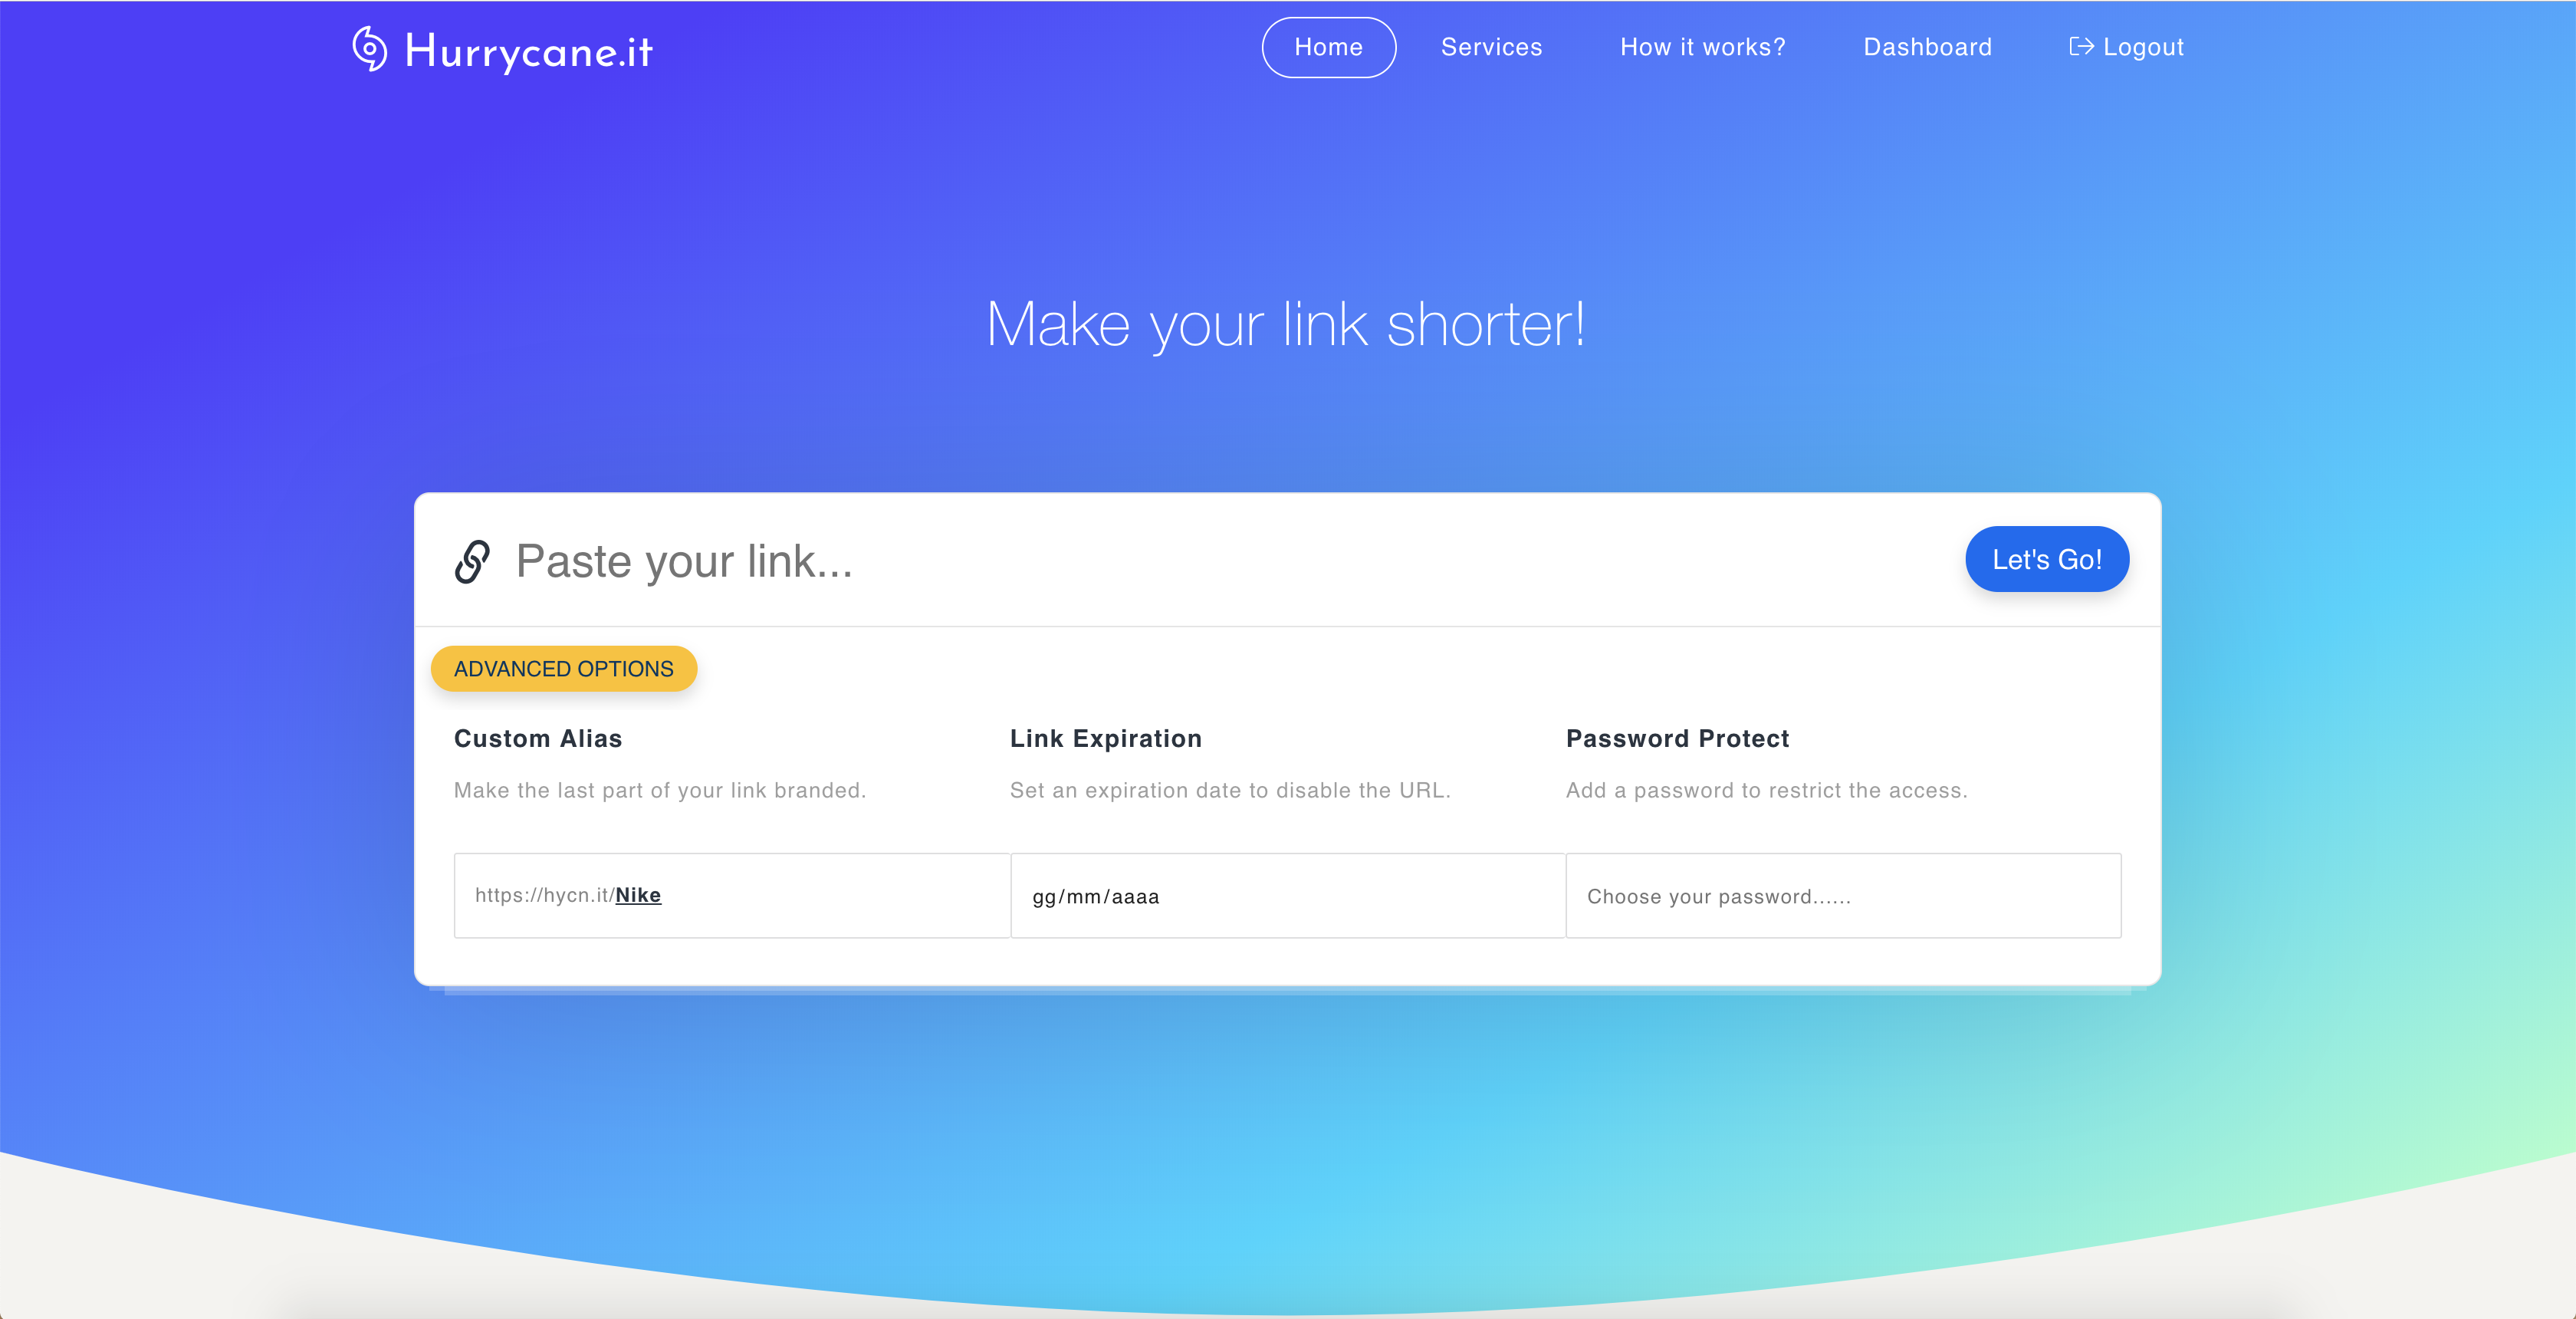 Hurrycane.it
Home Services How it works? Dashboard Logout
Make your link shorter!
Paste your link...
Let's Go!
ADVANCED OPTIONS
Custom Alias
Make the last part of your link branded.
https://hycn.it/Nike
Link Expiration
Set an expiration date to disable the URL.
gg/mm/aaaa
Password Protect
Add a password to restrict the access.
Choose your password......